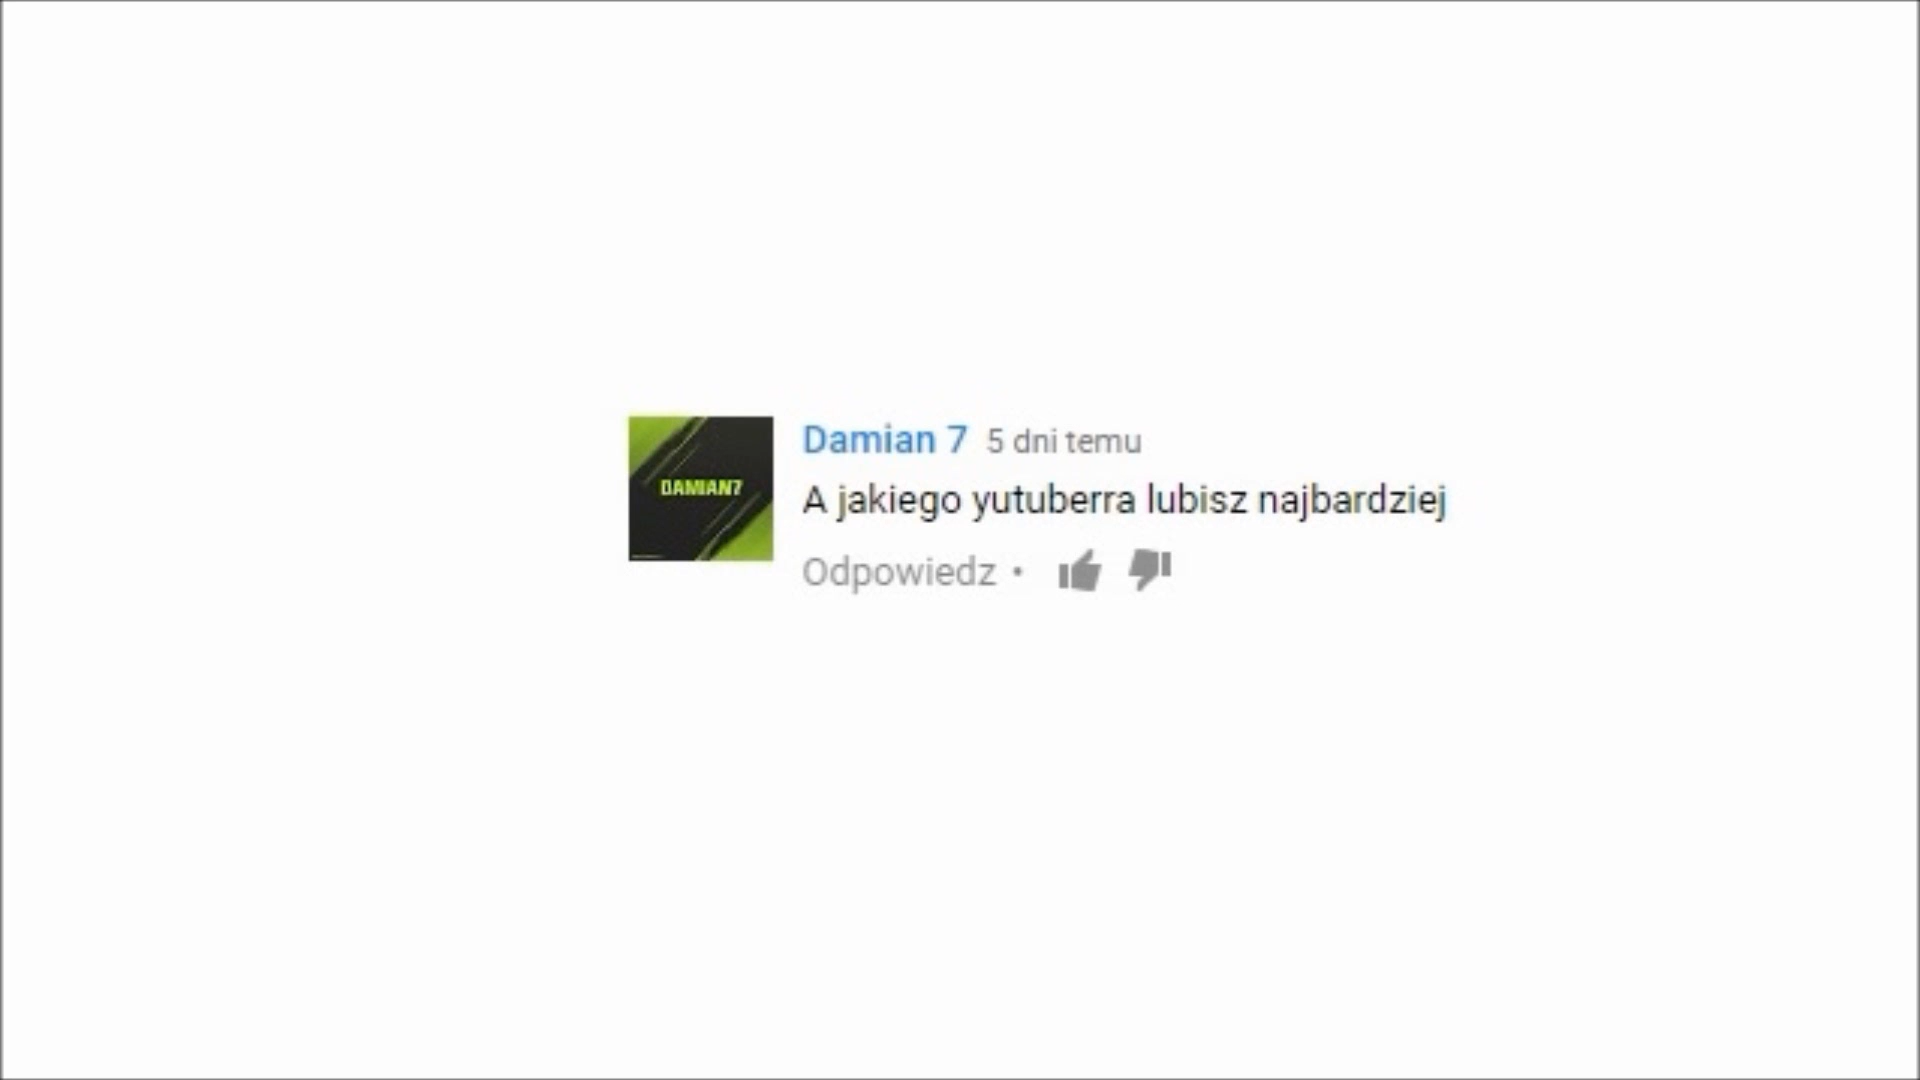 DAMIAN7
Damian 7 5 dni temu
A jakiego yutuberra lubisz najbardziej
Odpowiedz •